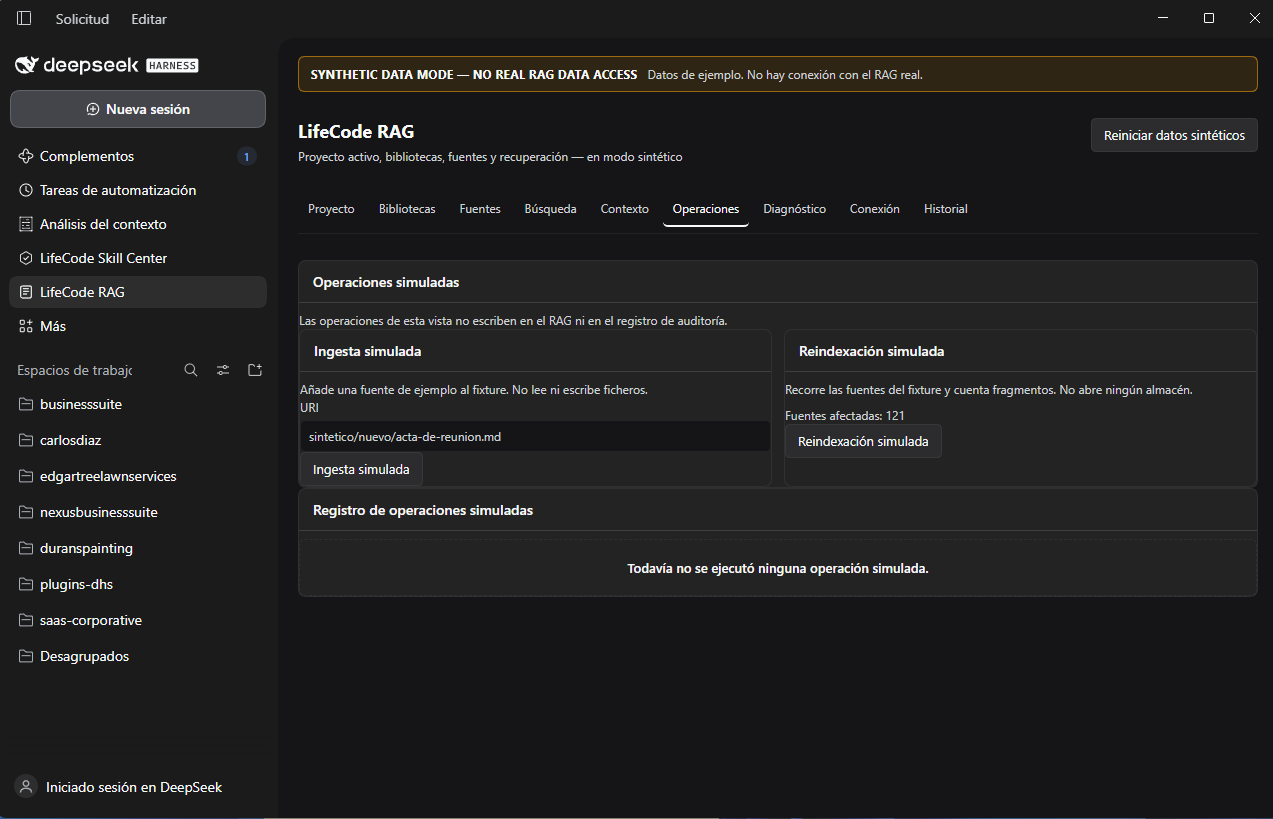 Solicitud Editar
deepseek HARNESS
Nueva sesión
Complementos 1
Tareas de automatización
Análisis del contexto
LifeCode Skill Center
LifeCode RAG
Más
Espacios de trabajc
businesssuite
carlosdiaz
edgartreelawnservices
nexusbusinesssuite
duranspainting
plugins-dhs
saas-corporative
Desagrupados
Iniciado sesión en DeepSeek
SYNTHETIC DATA MODE — NO REAL RAG DATA ACCESS Datos de ejemplo. No hay conexión con el RAG real.
LifeCode RAG
Proyecto activo, bibliotecas, fuentes y recuperación — en modo sintético
Reiniciar datos sintéticos
Proyecto Bibliotecas Fuentes Búsqueda Contexto Operaciones Diagnóstico Conexión Historial
Operaciones simuladas
Las operaciones de esta vista no escriben en el RAG ni en el registro de auditoría.
Ingesta simulada
Añade una fuente de ejemplo al fixture. No lee ni escribe ficheros.
URI
sintetico/nuevo/acta-de-reunion.md
Ingesta simulada
Reindexación simulada
Recorre las fuentes del fixture y cuenta fragmentos. No abre ningún almacén.
Fuentes afectadas: 121
Reindexación simulada
Registro de operaciones simuladas
Todavía no se ejecutó ninguna operación simulada.